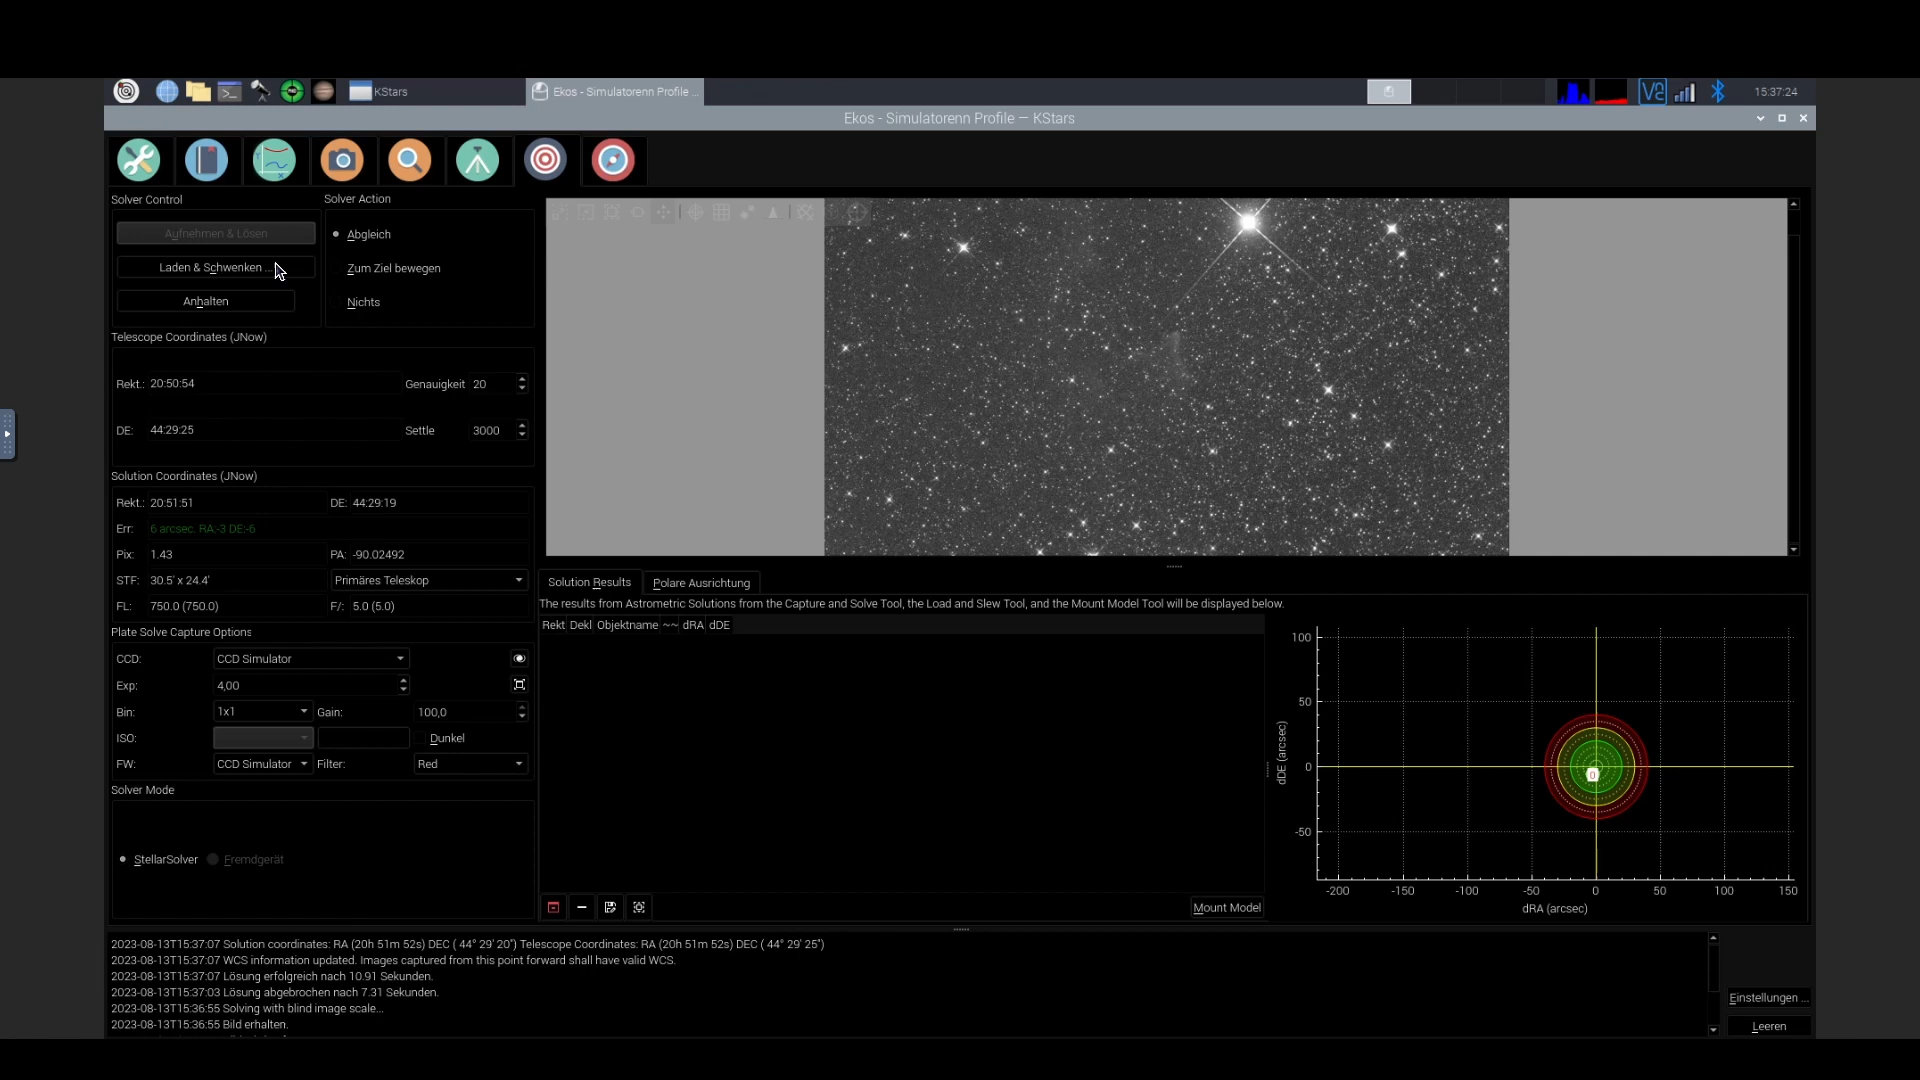 KStars
Ekos - Simulatorenn Profile ...
15:37:24
Ekos - Simulatorenn Profile — KStars
Solver Control
Solver Action
Aufnehmen & Lösen
Abgleich
Laden & Schwenken ...
Zum Ziel bewegen
Anhalten
Nichts
Telescope Coordinates (JNow)
Rekt.: 20:50:54
Genauigkeit 20
DE: 44:29:25
Settle 3000
Solution Coordinates (JNow)
Rekt.: 20:51:51
DE: 44:29:19
Err: 6 arcsec. RA:-3 DE:-6
Pix: 1.43
PA: -90.02492
STF: 30.5' x 24.4'
Primäres Teleskop
FL: 750.0 (750.0)
F/: 5.0 (5.0)
Plate Solve Capture Options
CCD: CCD Simulator
Exp: 4,00
Bin: 1x1
Gain: 100,0
ISO:
Dunkel
FW: CCD Simulator
Filter: Red
Solver Mode
StellarSolver
Fremdgerät
Solution Results
Polare Ausrichtung
The results from Astrometric Solutions from the Capture and Solve Tool, the Load and Slew Tool, and the Mount Model Tool will be displayed below.
Rekt Dekl Objektname ~~ dRA dDE
Mount Model
100
50
0
-50
dDE (arcsec)
0
-200 -150 -100 -50 0 50 100 150
dRA (arcsec)
2023-08-13T15:37:07 Solution coordinates: RA (20h 51m 52s) DEC ( 44° 29' 20") Telescope Coordinates: RA (20h 51m 52s) DEC ( 44° 29' 25")
2023-08-13T15:37:07 WCS information updated. Images captured from this point forward shall have valid WCS.
2023-08-13T15:37:07 Lösung erfolgreich nach 10.91 Sekunden.
2023-08-13T15:37:03 Lösung abgebrochen nach 7.31 Sekunden.
2023-08-13T15:36:55 Solving with blind image scale...
2023-08-13T15:36:55 Bild erhalten.
Einstellungen ...
Leeren